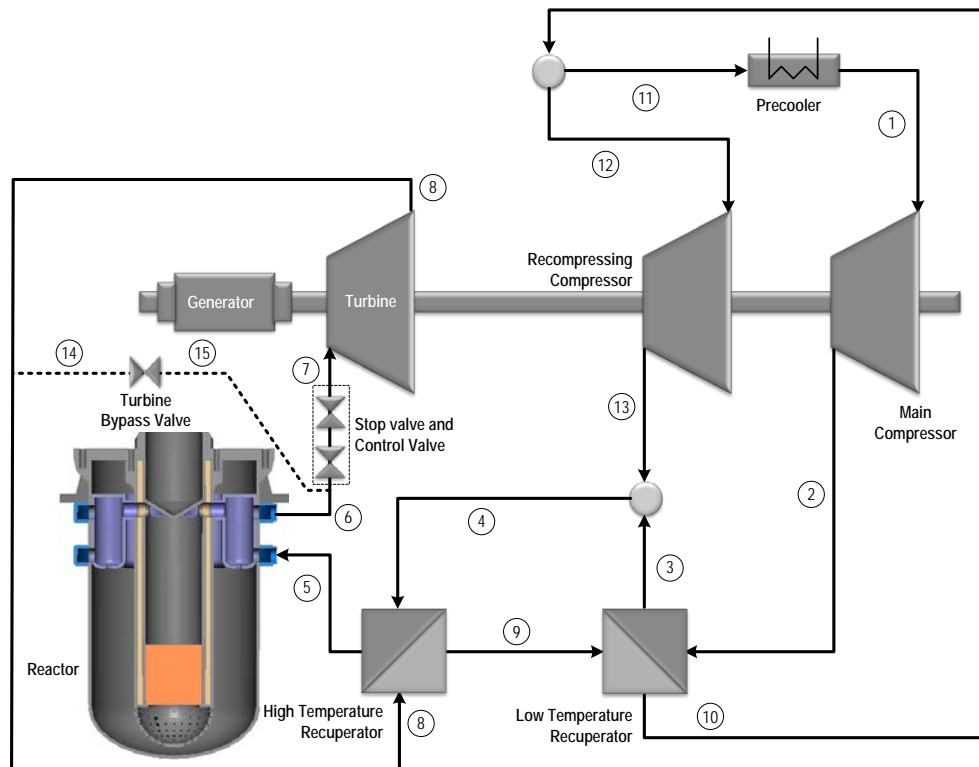 11
Precooler
1
12
8
Recompressing
Compressor
Generator
Turbine
14
15
7
13
Turbine
Bypass Valve
Stop valve and
Control Valve
Main
Compressor
2
6
4
3
5
9
Reactor
High Temperature
Recuperator
8
Low Temperature
Recuperator
10